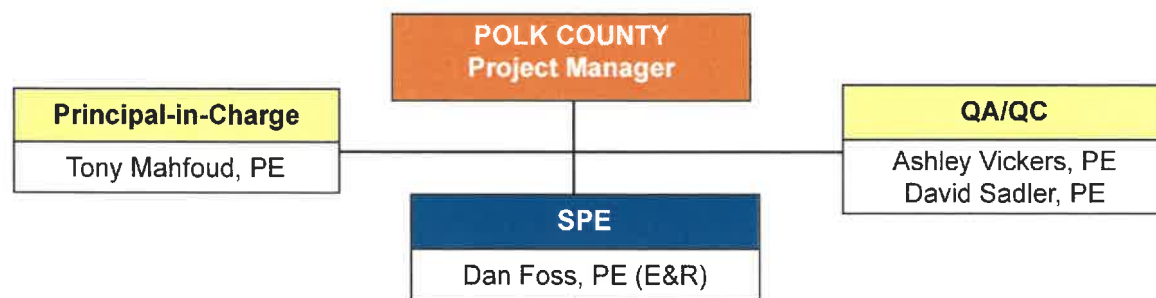 POLK COUNTY
Project Manager
Principal-in-Charge
Tony Mahfoud, PE
QA/QC
Ashley Vickers, PE
David Sadler, PE
SPE
Dan Foss, PE (E&R)